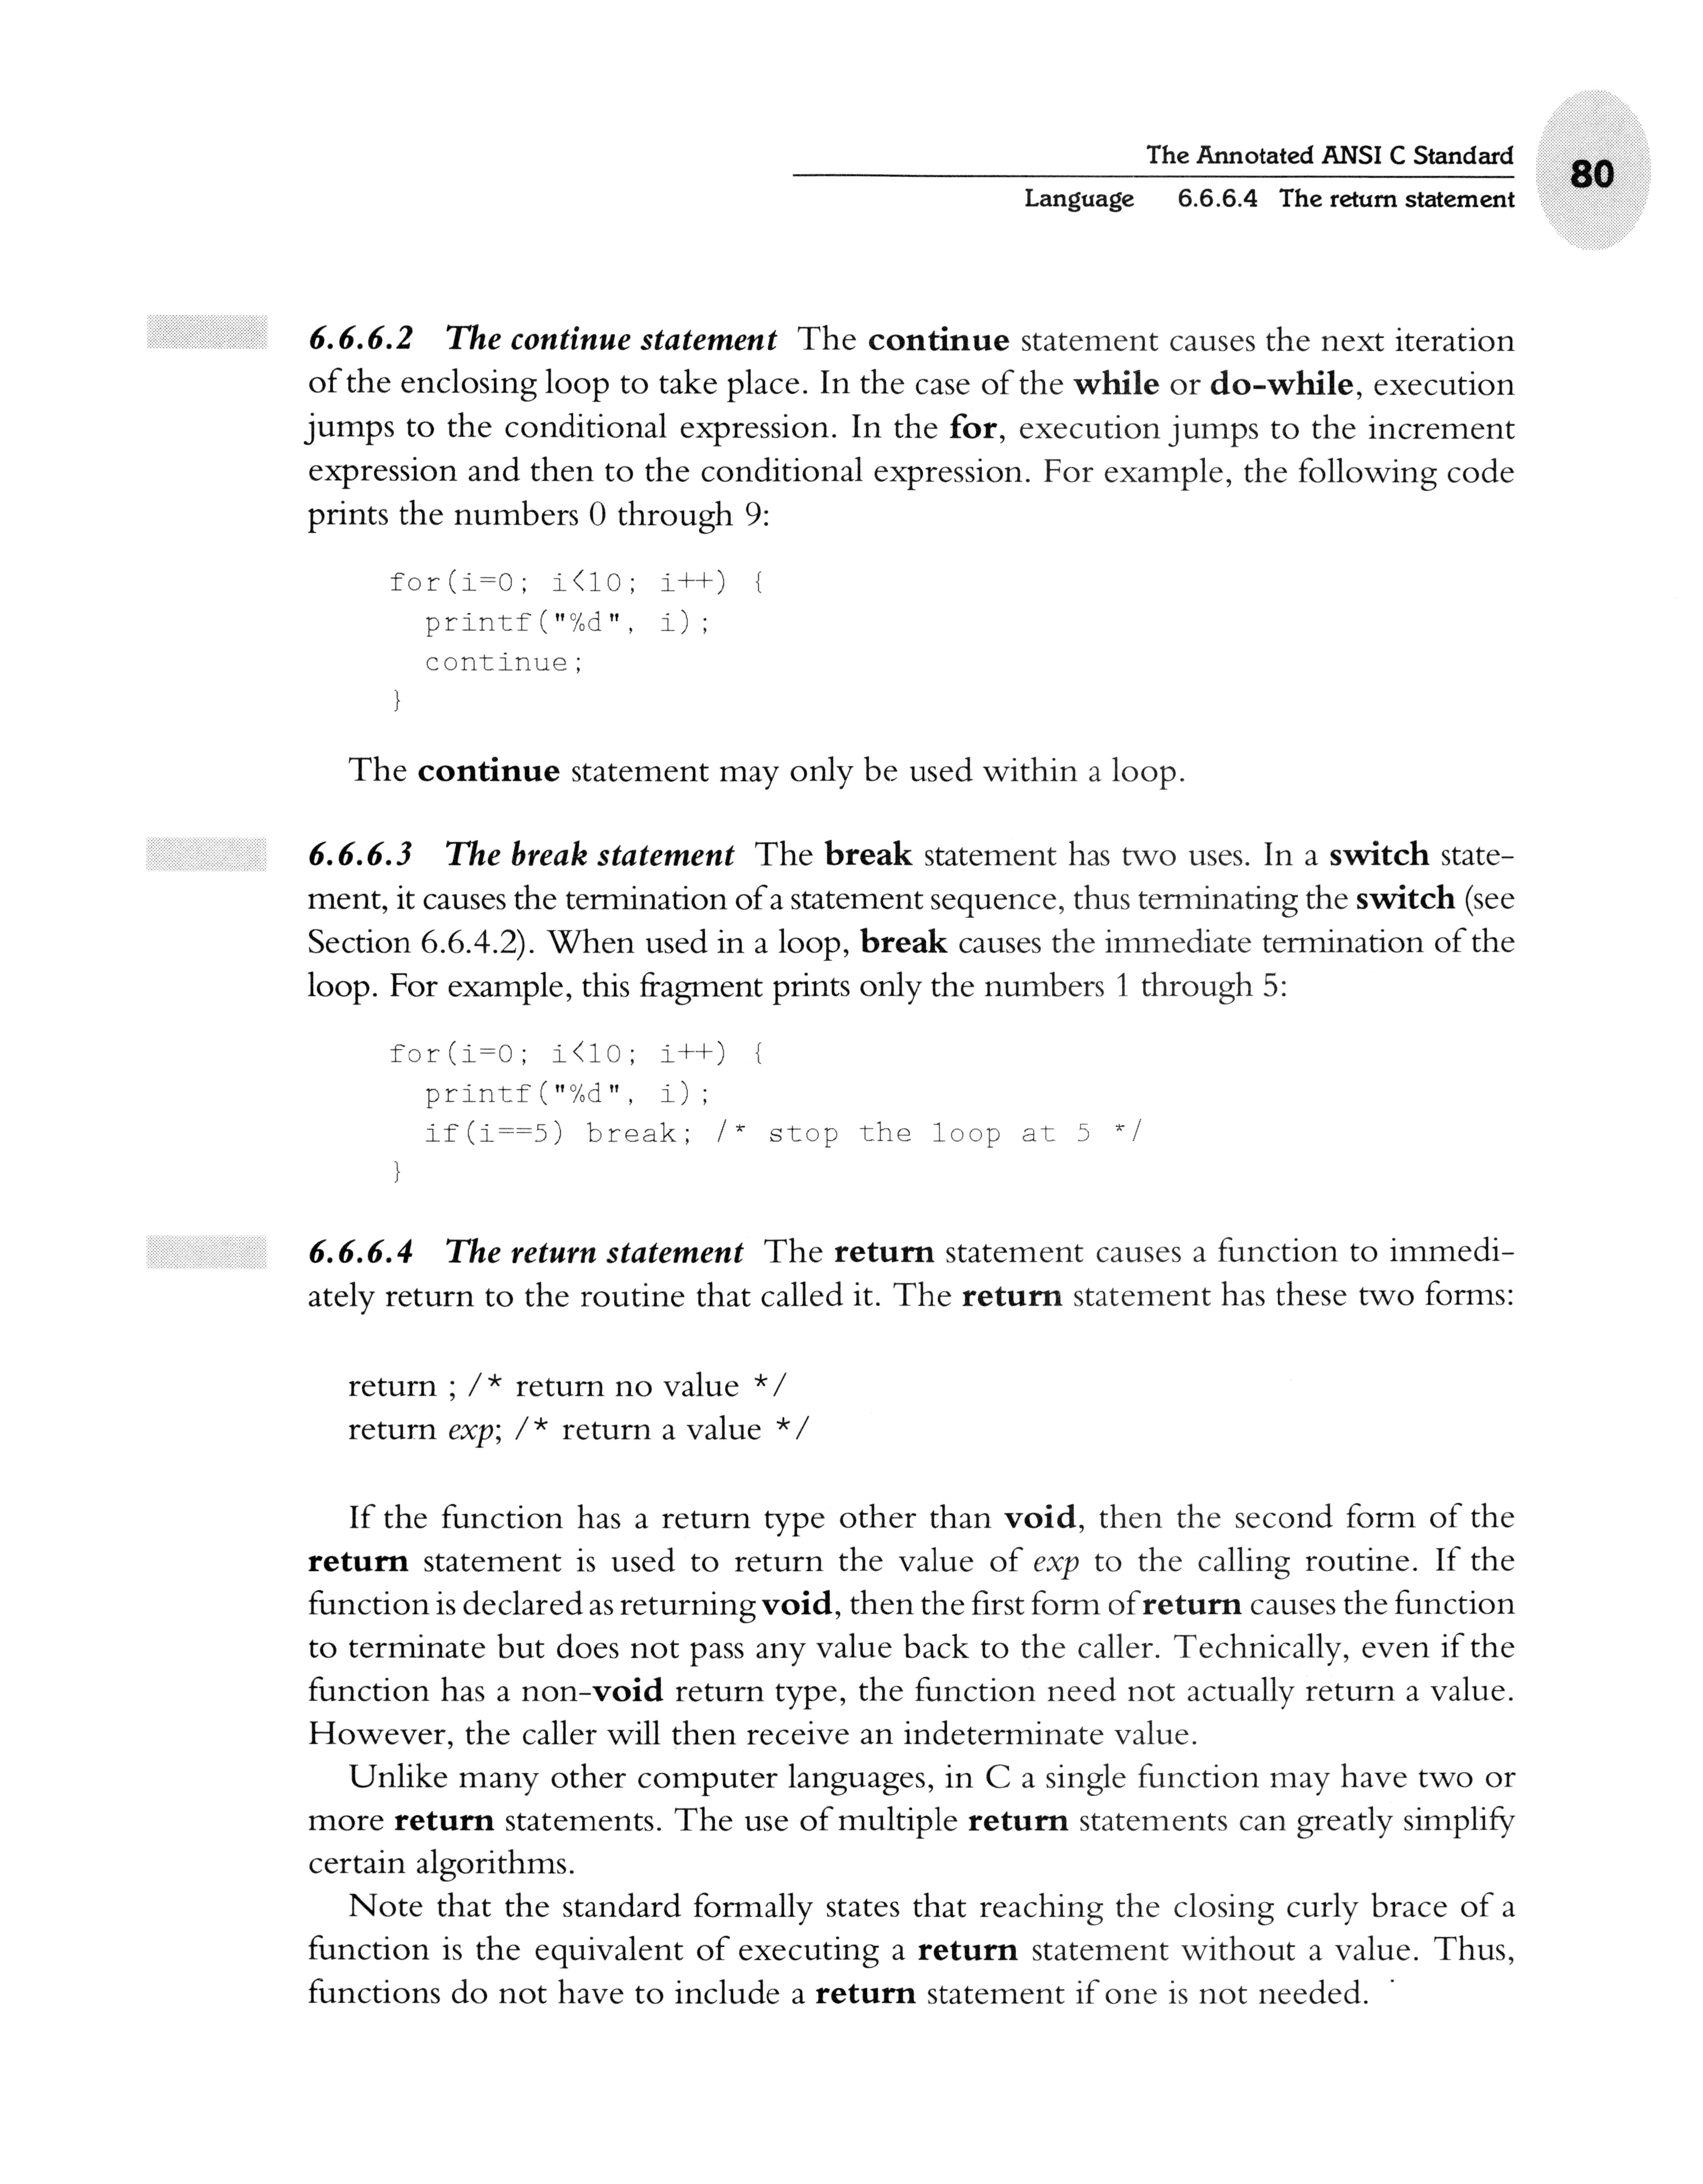 The Annotated ANSI C Standard
80
Language 6.6.6.4 The return statement
6.6.6.2 The continue statement The continue statement causes the next iteration
of the enclosing loop to take place. In the case of the while or do-while, execution
jumps to the conditional expression. In the for, execution jumps to the increment
expression and then to the conditional expression. For example, the following code
prints the numbers 0 through 9:
for(i=0; i<10; i++) {
printf("%d", i);
continue;
}
The continue statement may only be used within a loop.
6.6.6.3 The break statement The break statement has two uses. In a switch state-
ment, it causes the termination of a statement sequence, thus terminating the switch (see
Section 6.6.4.2). When used in a loop, break causes the immediate termination of the
loop. For example, this fragment prints only the numbers 1 through 5:
for(i=0; i<10; i++) {
printf("%d", i);
if(i==5) break; /* stop the loop at 5 */
}
6.6.6.4 The return statement The return statement causes a function to immedi-
ately return to the routine that called it. The return statement has these two forms:
return ; /* return no value */
return exp; /* return a value */
If the function has a return type other than void, then the second form of the
return statement is used to return the value of exp to the calling routine. If the
function is declared as returning void, then the first form of return causes the function
to terminate but does not pass any value back to the caller. Technically, even if the
function has a non-void return type, the function need not actually return a value.
However, the caller will then receive an indeterminate value.
Unlike many other computer languages, in C a single function may have two or
more return statements. The use of multiple return statements can greatly simplify
certain algorithms.
Note that the standard formally states that reaching the closing curly brace of a
function is the equivalent of executing a return statement without a value. Thus,
functions do not have to include a return statement if one is not needed.